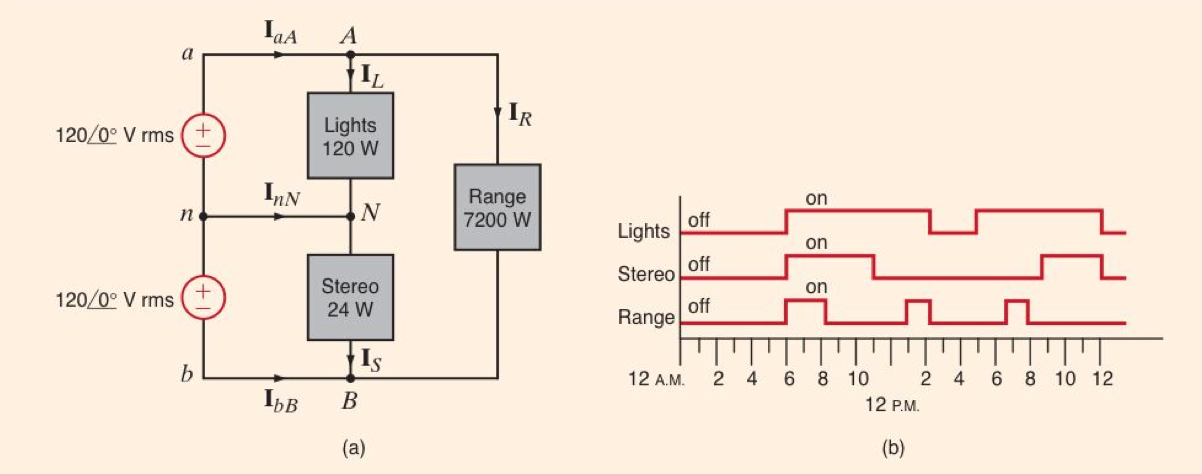 I_aA A
a
I_L
I_R
Lights
120 W
120/0° V rms
+
−
I_nN
n N
Range
7200 W
Stereo
24 W
120/0° V rms
+
−
I_S
b
I_bB B
(a)
on
Lights off
on
Stereo off
on
Range off
12 A.M. 2 4 6 8 10 2 4 6 8 10 12
12 P.M.
(b)